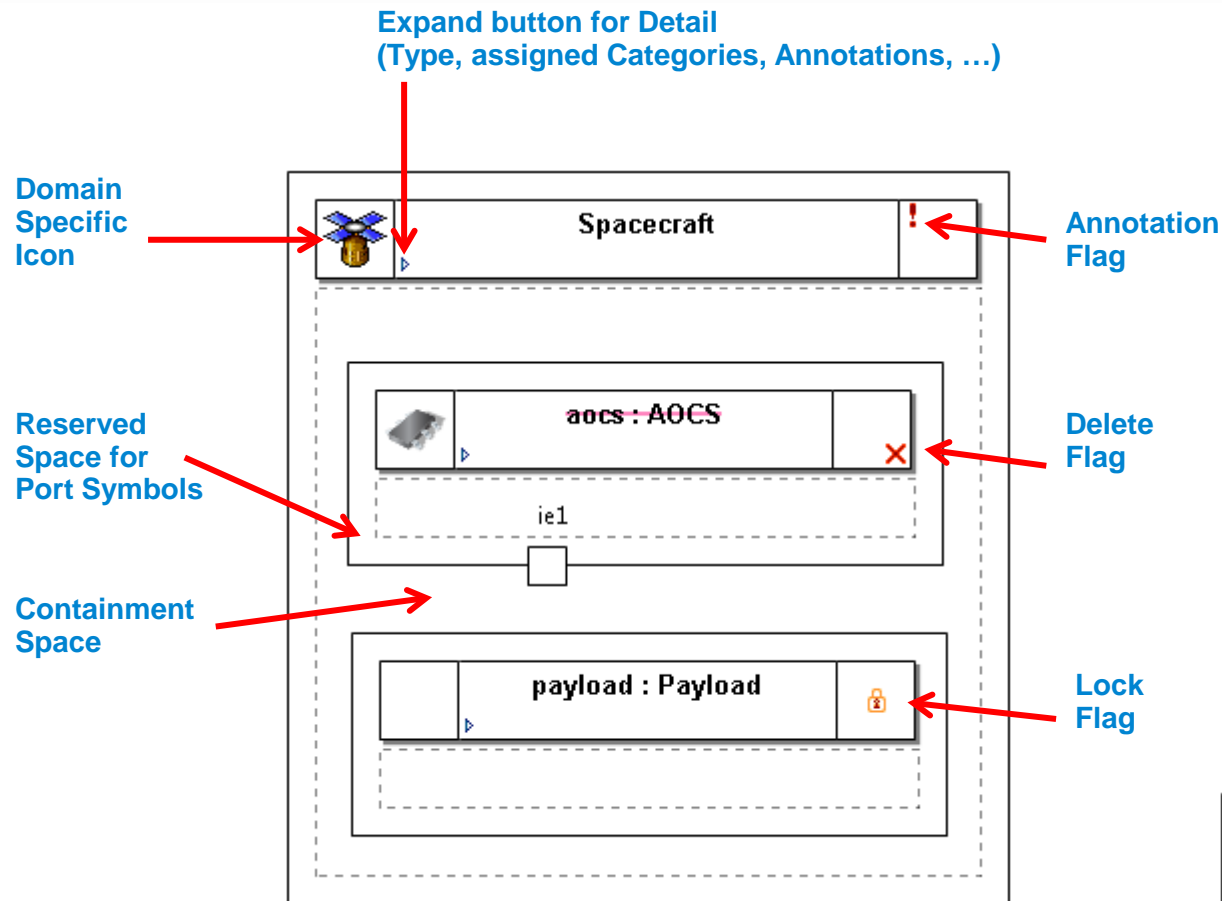 Expand button for Detail
(Type, assigned Categories, Annotations, …)
Domain
Specific
Icon
Spacecraft
!
Annotation
Flag
aocs : AOCS
Reserved
Space for
Port Symbols
Delete
Flag
ie1
Containment
Space
payload : Payload
Lock
Flag